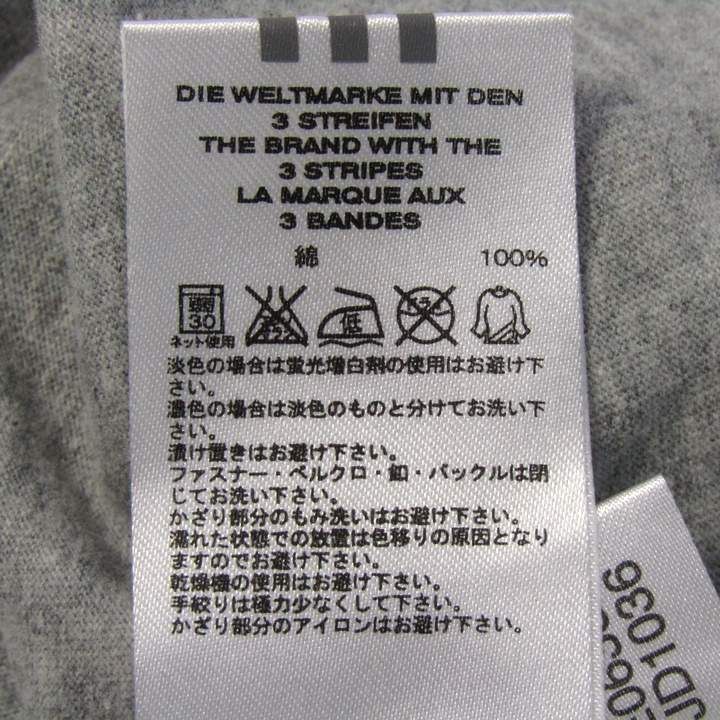 DIE WELTMARKE MIT DEN
3 STREIFEN
THE BRAND WITH THE
3 STRIPES
LA MARQUE AUX
3 BANDES
綿 100%
弱
30
ネット使用
エンソ
低
ドライ
淡色の場合は蛍光増白剤の使用はお避け下
さい。
濃色の場合は淡色のものと分けてお洗い下
さい。
漬け置きはお避け下さい。
ファスナー・ベルクロ・釦・バックルは閉
じてお洗い下さい。
かざり部分のもみ洗いはお避け下さい。
濡れた状態での放置は色移りの原因となり
ますのでお避け下さい。
乾燥機の使用はお避け下さい。
手絞りは極力少なくして下さい。
かざり部分のアイロンはお避け下さい。
JD1036